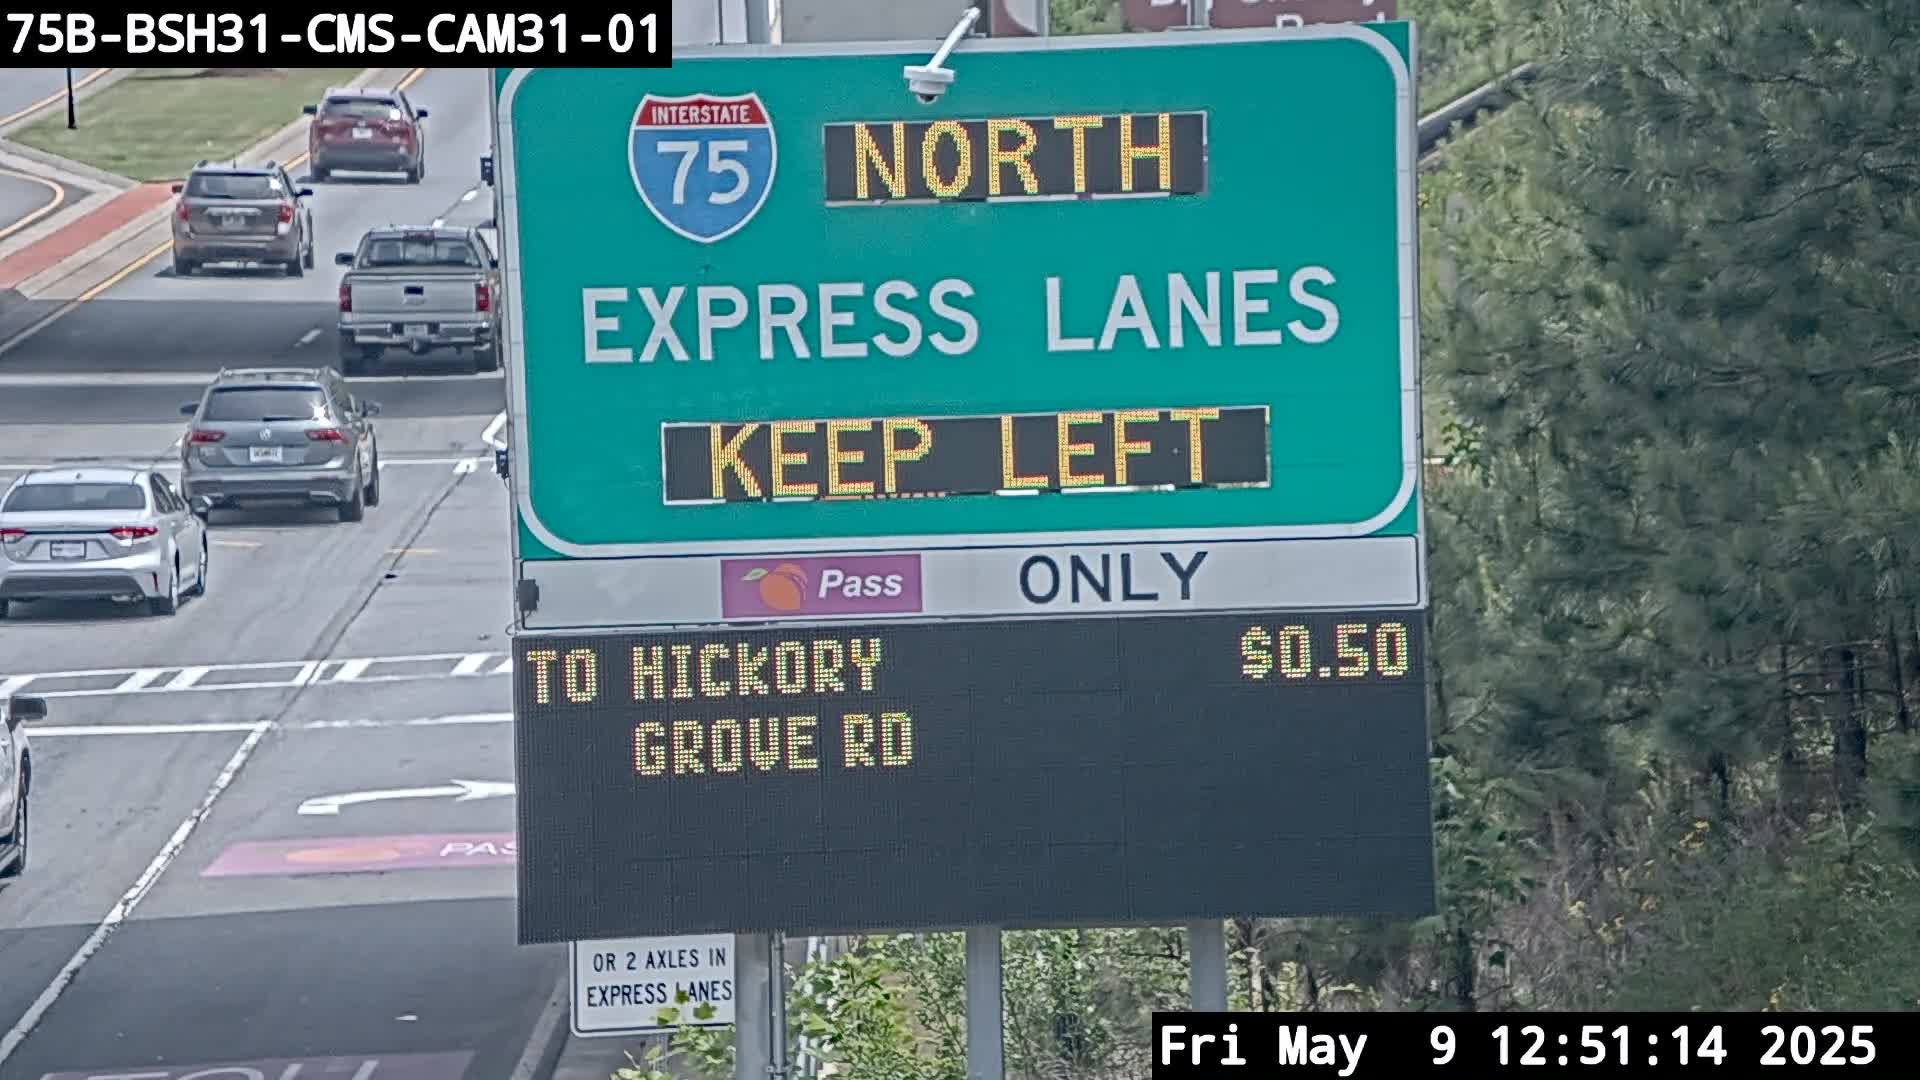 75B-BSH31-CMS-CAM31-01
INTERSTATE
75
NORTH
EXPRESS LANES
KEEP LEFT
Pass
ONLY
TO HICKORY $0.50
GROVE RD
OR 2 AXLES IN
EXPRESS LANES
Fri May 9 12:51:14 2025